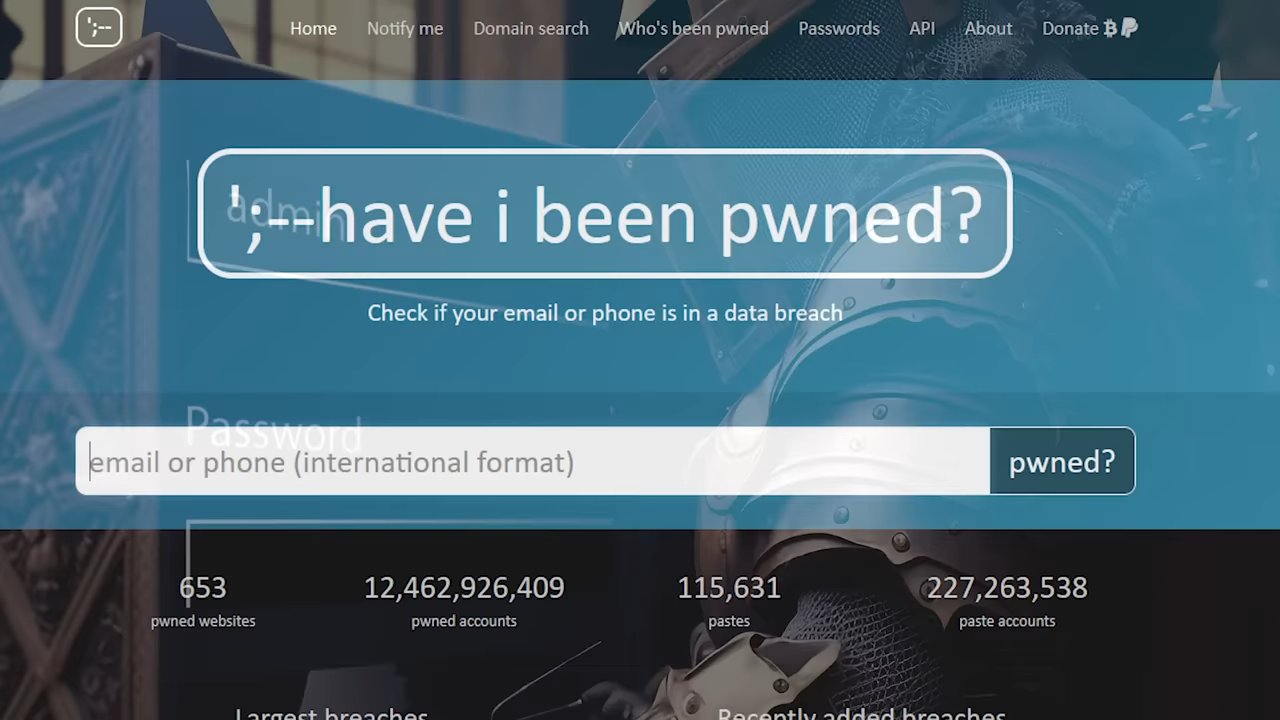 ';--
Home Notify me Domain search Who's been pwned Passwords API About Donate
admin
';--have i been pwned?
Check if your email or phone is in a data breach
Password
email or phone (international format)
pwned?
653 12,462,926,409 115,631 227,263,538
pwned websites pwned accounts pastes paste accounts
Largest breaches Recently added breaches